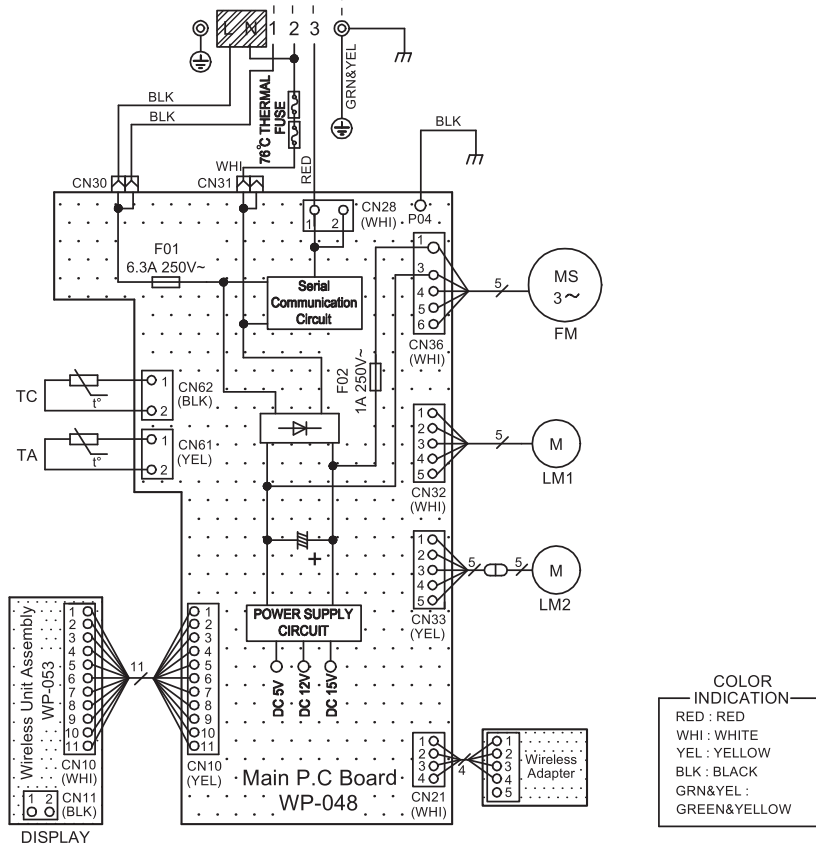 L N 1 2 3
BLK
BLK
76°C THERMAL
FUSE
GRN&YEL
BLK
WHI
RED
CN30
CN31
CN28
(WHI)
1 2
P04
F01
6.3A 250V~
Serial
Communication
Circuit
1
3
4
5
6
CN36
(WHI)
5
MS
3~
FM
F02
1A 250V~
TC
t°
1
2
CN62
(BLK)
TA
t°
1
2
CN61
(YEL)
1
2
3
4
5
CN32
(WHI)
5
M
LM1
+
1
2
3
4
5
CN33
(YEL)
5
5
M
LM2
POWER SUPPLY
CIRCUIT
DC 5V
DC 12V
DC 15V
Wireless Unit Assembly
WP-053
1
2
3
4
5
6
7
8
9
10
11
CN10
(WHI)
11
1
2
3
4
5
6
7
8
9
10
11
CN10
(YEL)
1 2
CN11
(BLK)
DISPLAY
Main P.C Board
WP-048
1
2
3
4
CN21
(WHI)
4
1
2
3
4
5
Wireless
Adapter
COLOR
INDICATION
RED : RED
WHI : WHITE
YEL : YELLOW
BLK : BLACK
GRN&YEL :
GREEN&YELLOW